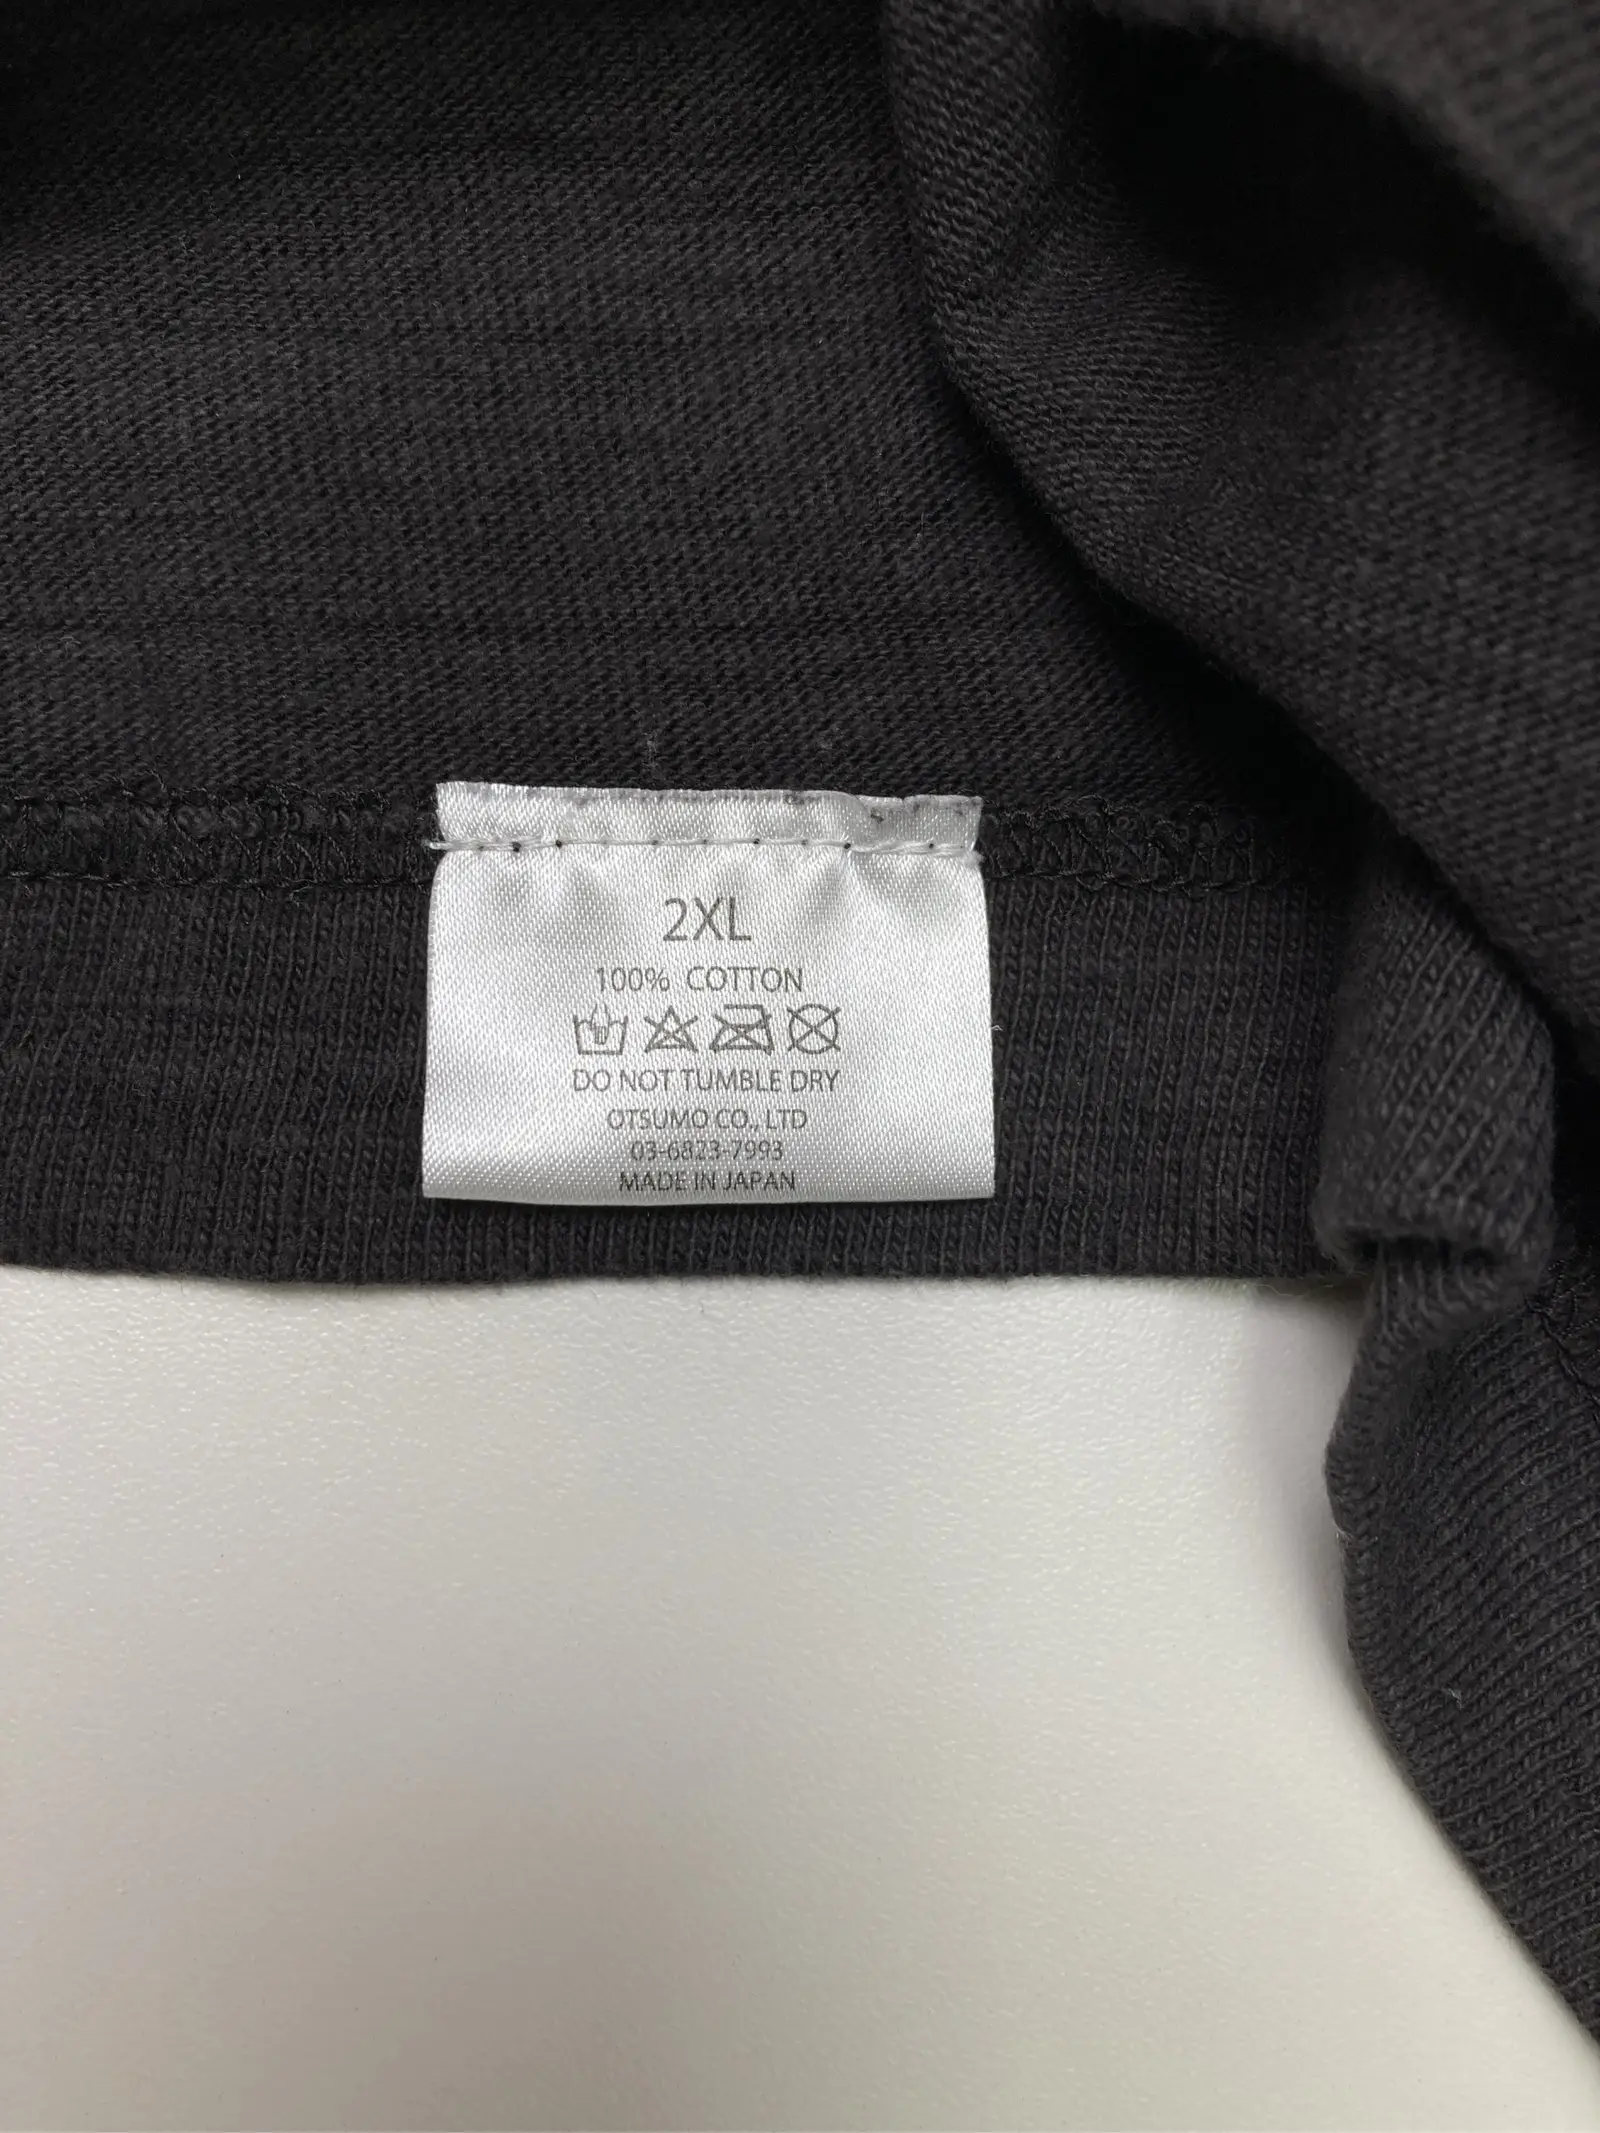 2XL
100% COTTON
DO NOT TUMBLE DRY
OTSUMO CO., LTD
03-6823-7993
MADE IN JAPAN